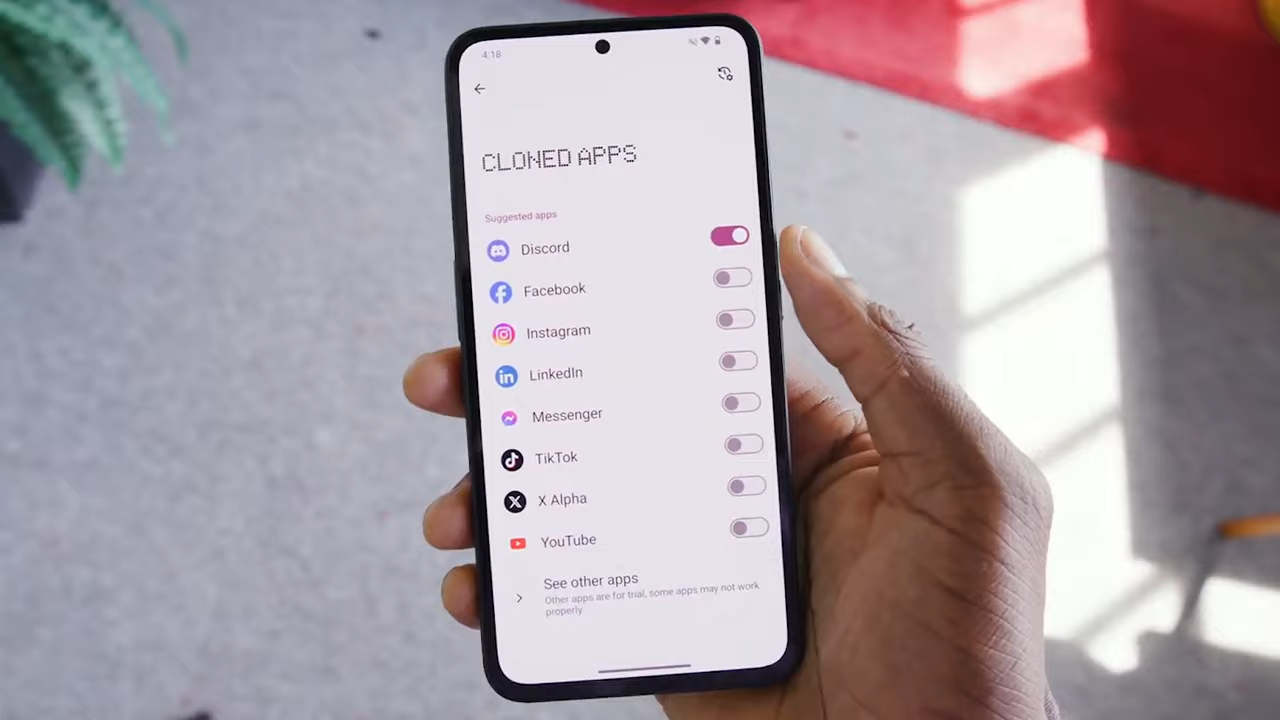 4:18
CLONED APPS
Suggested apps
Discord
Facebook
Instagram
LinkedIn
Messenger
TikTok
X Alpha
YouTube
See other apps
Other apps are for trial, some apps may not work
properly